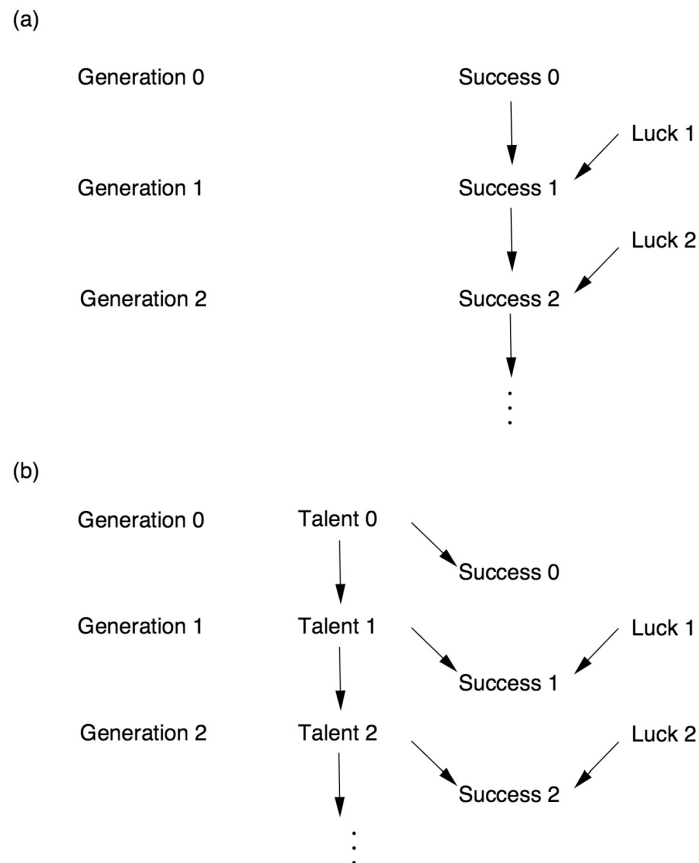 (a)
Generation 0 Success 0
Luck 1
Generation 1 Success 1
Luck 2
Generation 2 Success 2
(b)
Generation 0 Talent 0
Success 0
Generation 1 Talent 1 Luck 1
Success 1
Generation 2 Talent 2 Luck 2
Success 2